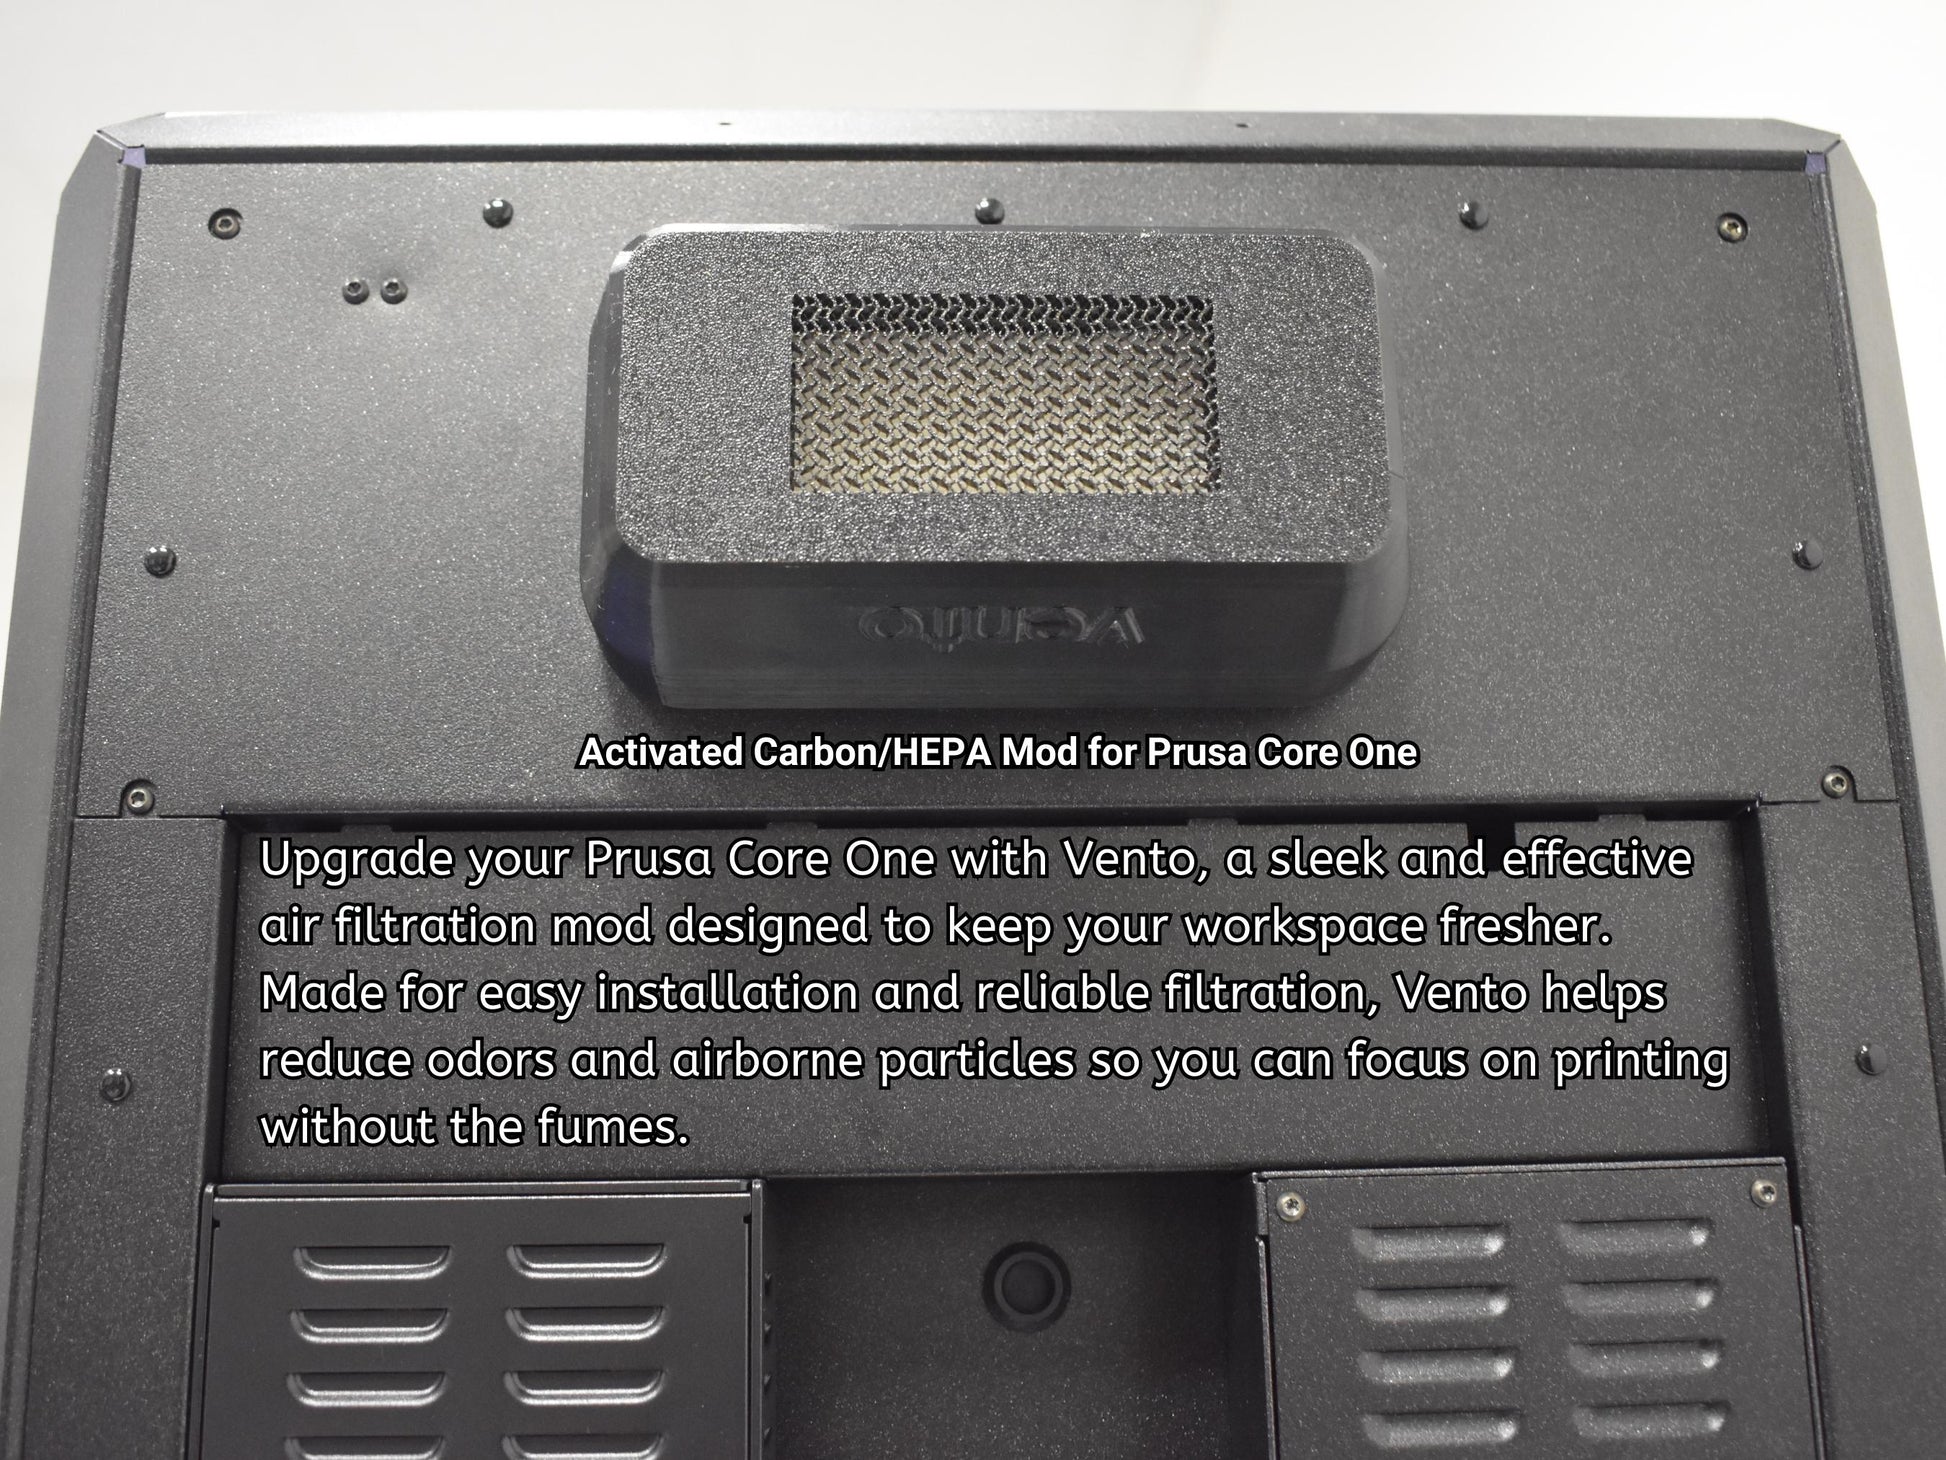 vento
Activated Carbon/HEPA Mod for Prusa Core One
Upgrade your Prusa Core One with Vento, a sleek and effective
air filtration mod designed to keep your workspace fresher.
Made for easy installation and reliable filtration, Vento helps
reduce odors and airborne particles so you can focus on printing
without the fumes.